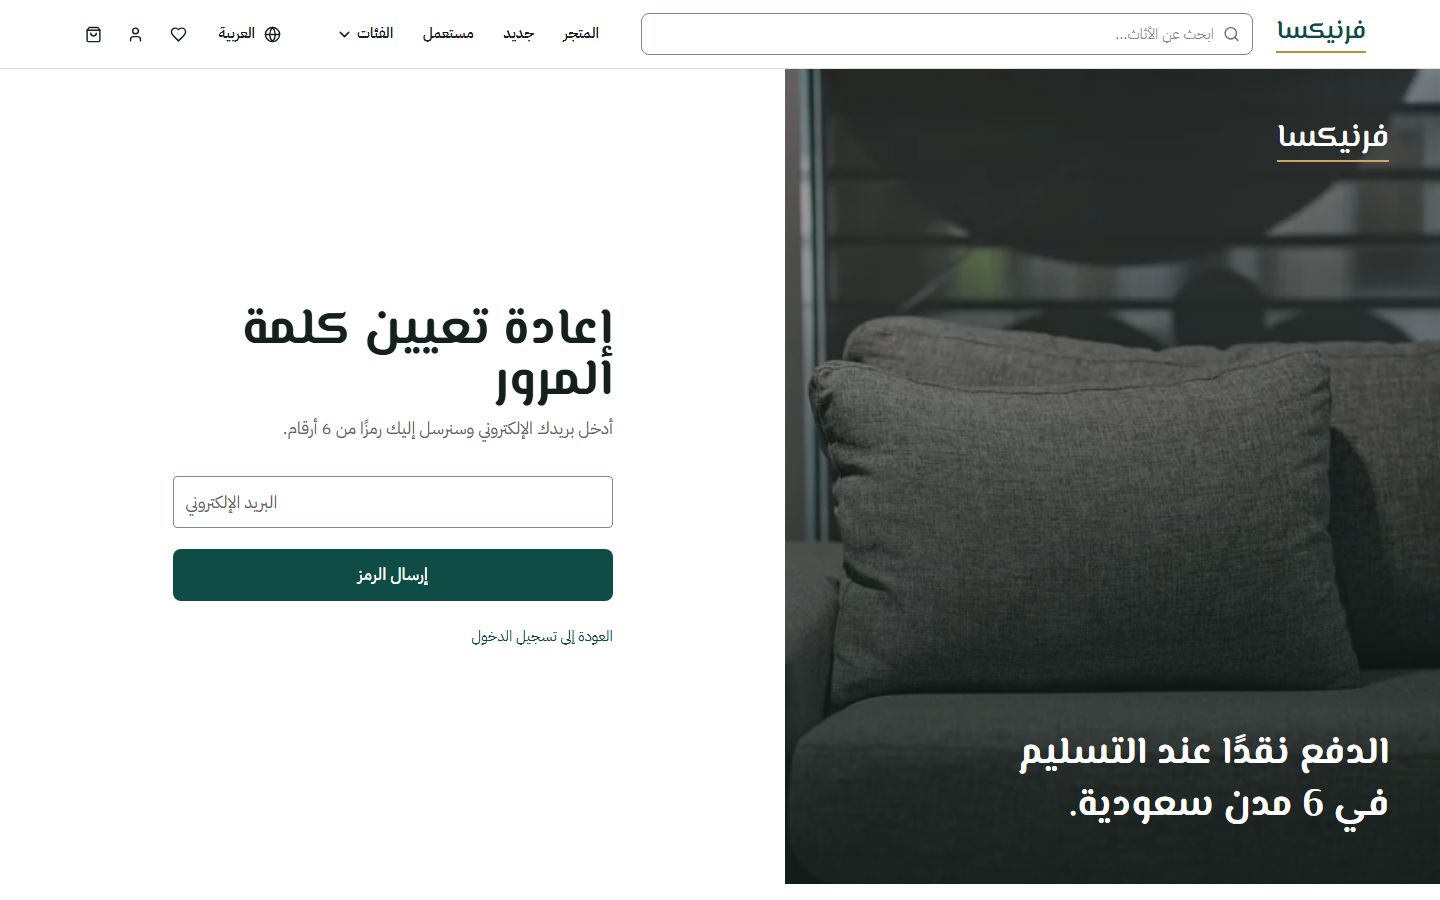 فرنيكسا
ابحث عن الأثاث...
المتجر
جديد
مستعمل
الفئات
العربية
فرنيكسا
الدفع نقدًا عند التسليم
في 6 مدن سعودية.
إعادة تعيين كلمة
المرور
أدخل بريدك الإلكتروني وسنرسل إليك رمزًا من 6 أرقام.
البريد الإلكتروني
إرسال الرمز
العودة إلى تسجيل الدخول